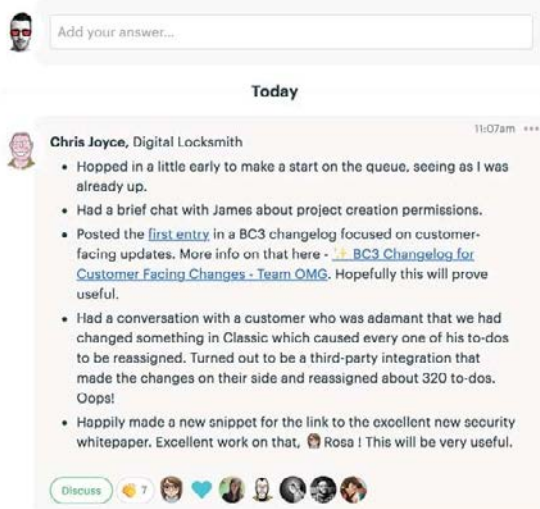 Add your answer...
Today
11:07am
Chris Joyce, Digital Locksmith
• Hopped in a little early to make a start on the queue, seeing as I was
already up.
• Had a brief chat with James about project creation permissions.
• Posted the first entry in a BC3 changelog focused on customer-
facing updates. More info on that here - ✨ BC3 Changelog for
Customer Facing Changes - Team OMG. Hopefully this will prove
useful.
• Had a conversation with a customer who was adamant that we had
changed something in Classic which caused every one of his to-dos
to be reassigned. Turned out to be a third-party integration that
made the changes on their side and reassigned about 320 to-dos.
Oops!
• Happily made a new snippet for the link to the excellent new security
whitepaper. Excellent work on that, Rosa ! This will be very useful.
Discuss 👏 7